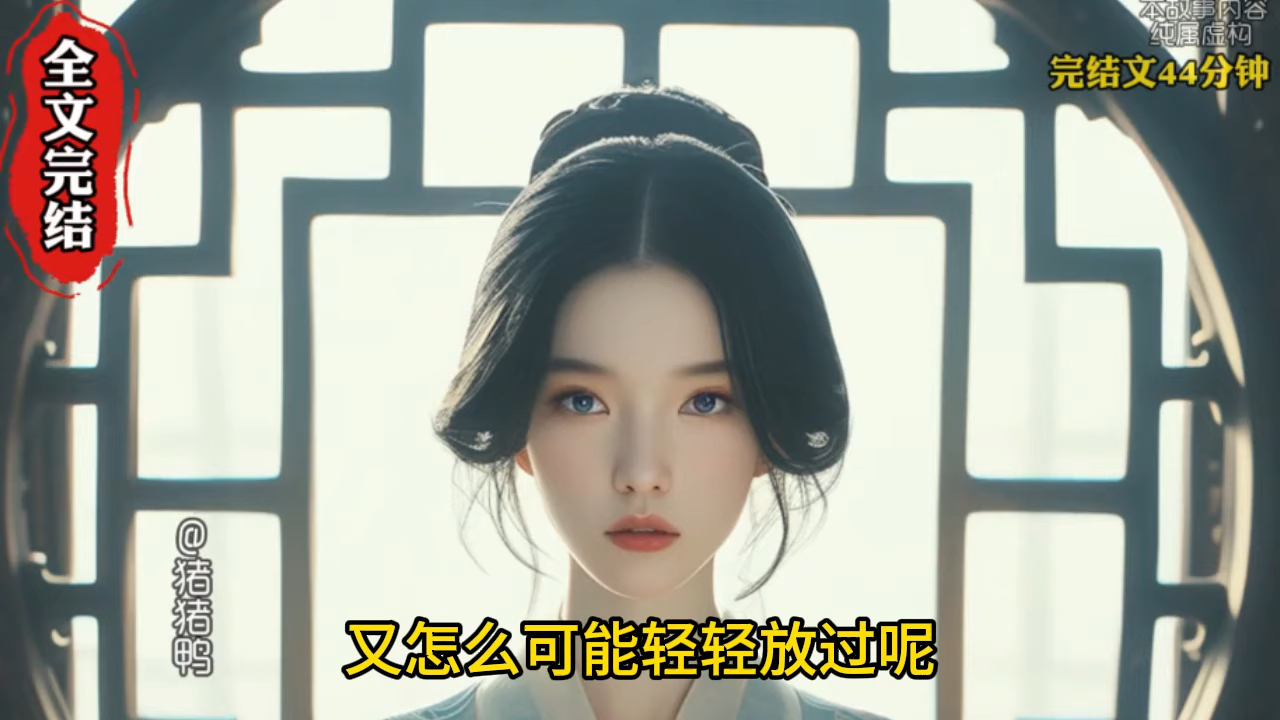 全文完结
本故事内容
纯属虚构
完结文44分钟
@猪猪鸭
又怎么可能轻轻放过呢